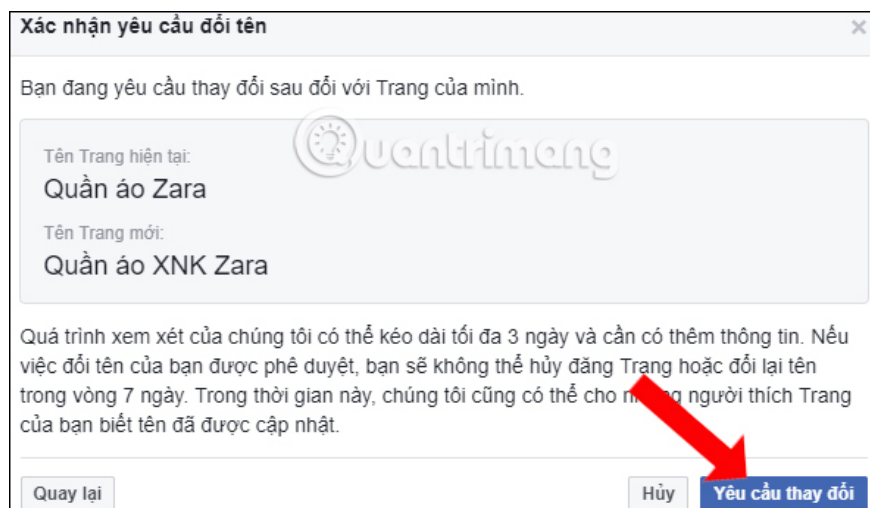 Xác nhận yêu cầu đổi tên
Bạn đang yêu cầu thay đổi sau đối với Trang của mình.
Quantrimang
Tên Trang hiện tại:
Quần áo Zara
Tên Trang mới:
Quần áo XNK Zara
Quá trình xem xét của chúng tôi có thể kéo dài tối đa 3 ngày và cần có thêm thông tin. Nếu
việc đổi tên của bạn được phê duyệt, bạn sẽ không thể hủy đăng Trang hoặc đổi lại tên
trong vòng 7 ngày. Trong thời gian này, chúng tôi cũng có thể cho những người thích Trang
của bạn biết tên đã được cập nhật.
Quay lại
Hủy
Yêu cầu thay đổi